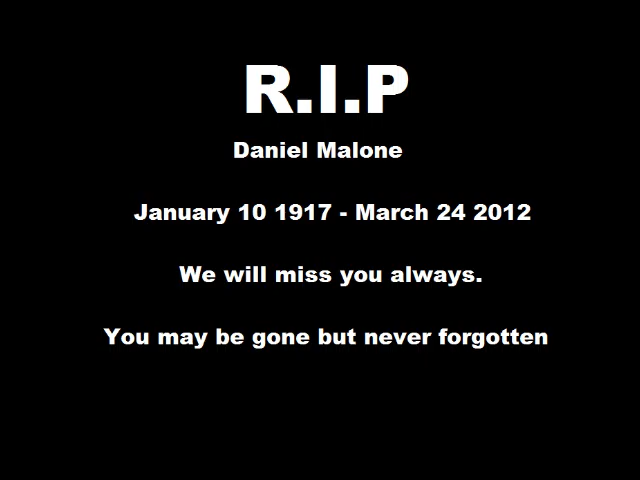 R.I.P
Daniel Malone
January 10 1917 - March 24 2012
We will miss you always.
You may be gone but never forgotten